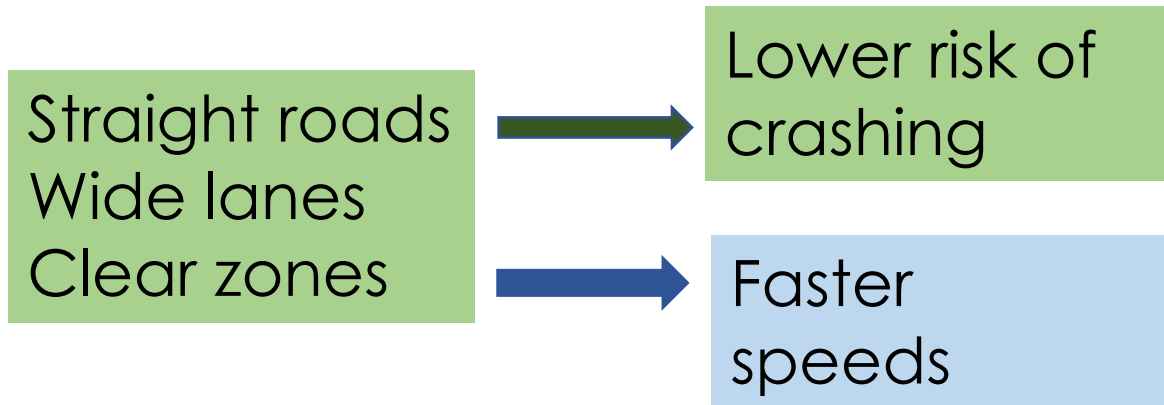 Straight roads
Wide lanes
Clear zones
Lower risk of
crashing
Faster
speeds